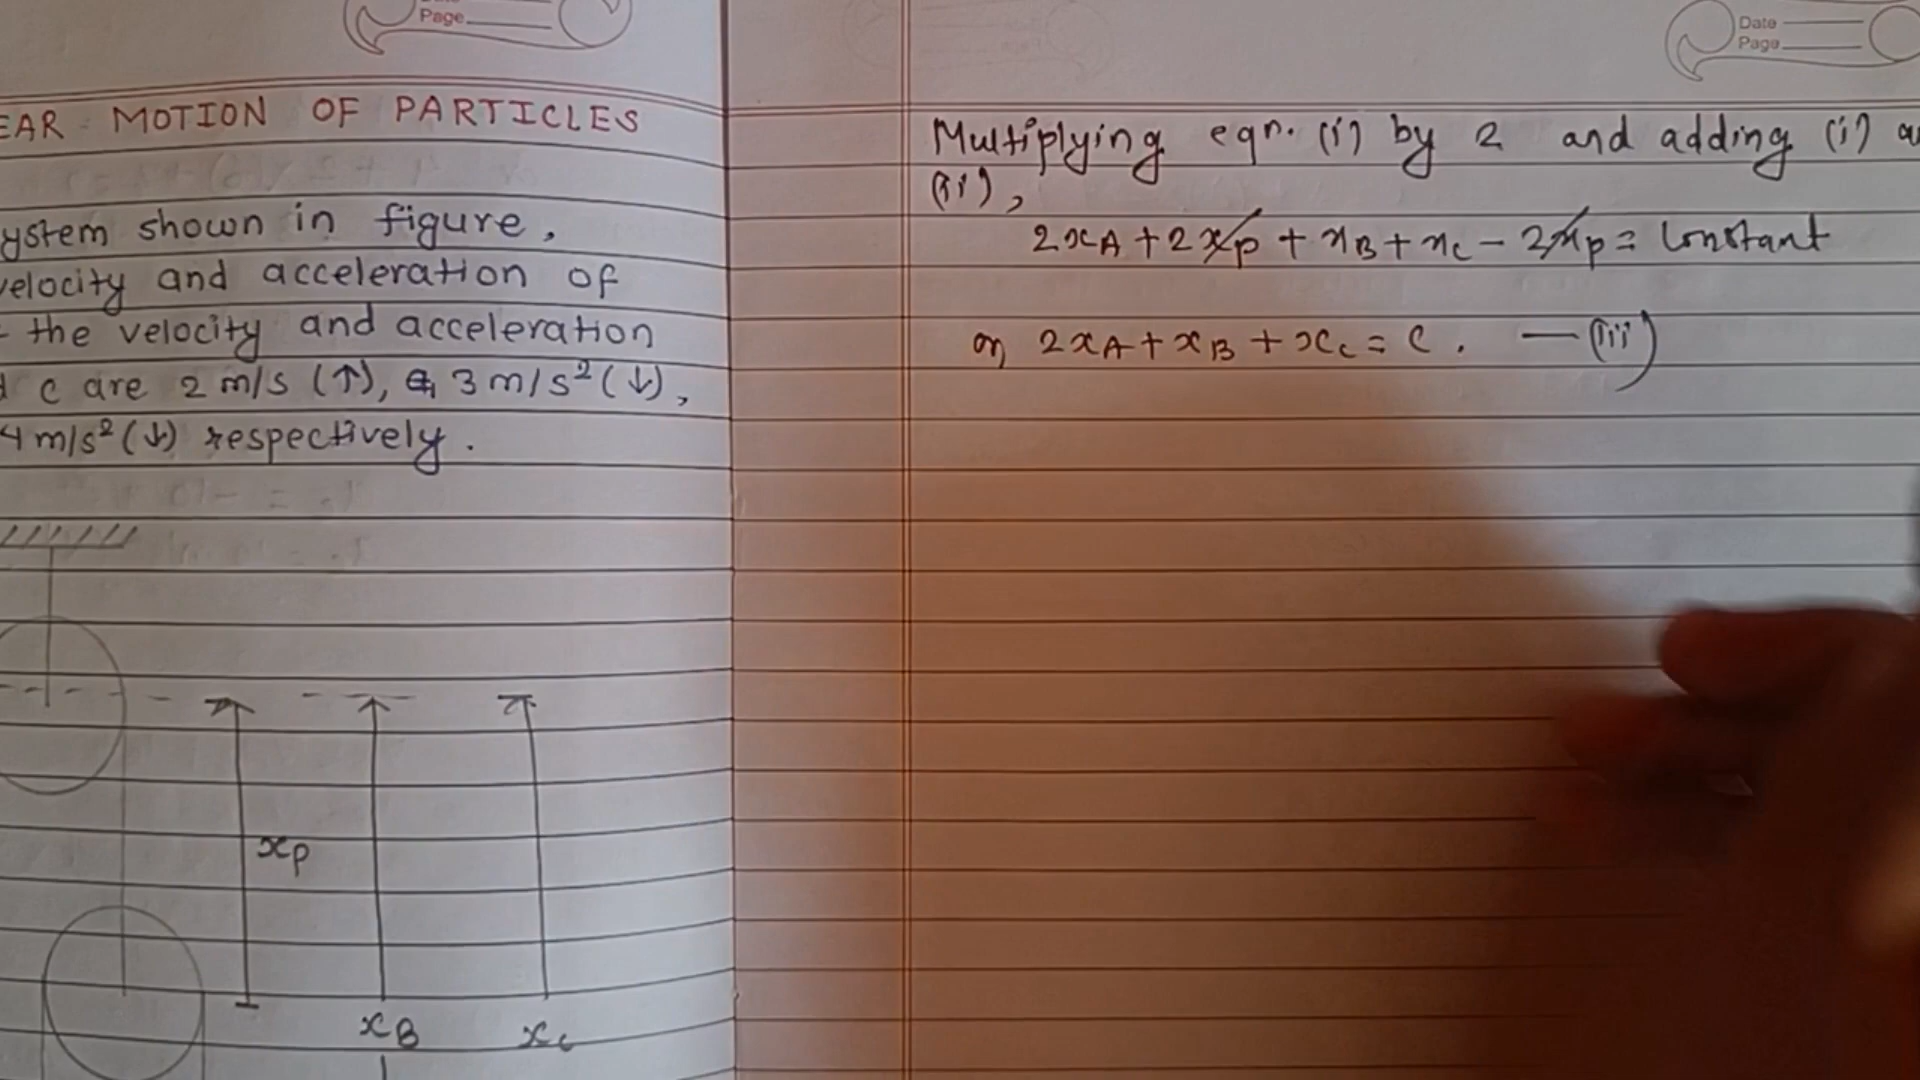 Page
EAR MOTION OF PARTICLES
ystem shown in figure,
velocity and acceleration of
the velocity and acceleration
c are 2 m/s (↑), 3 m/s² (↓),
4 m/s² (↓) respectively.
xP
xB xC
Date
Page
Multiplying eqn. (i) by 2 and adding (i) a
(ii),
2xA + 2xP + xB + xC - 2xP = Constant
or 2xA + xB + xC = C. — (iii)